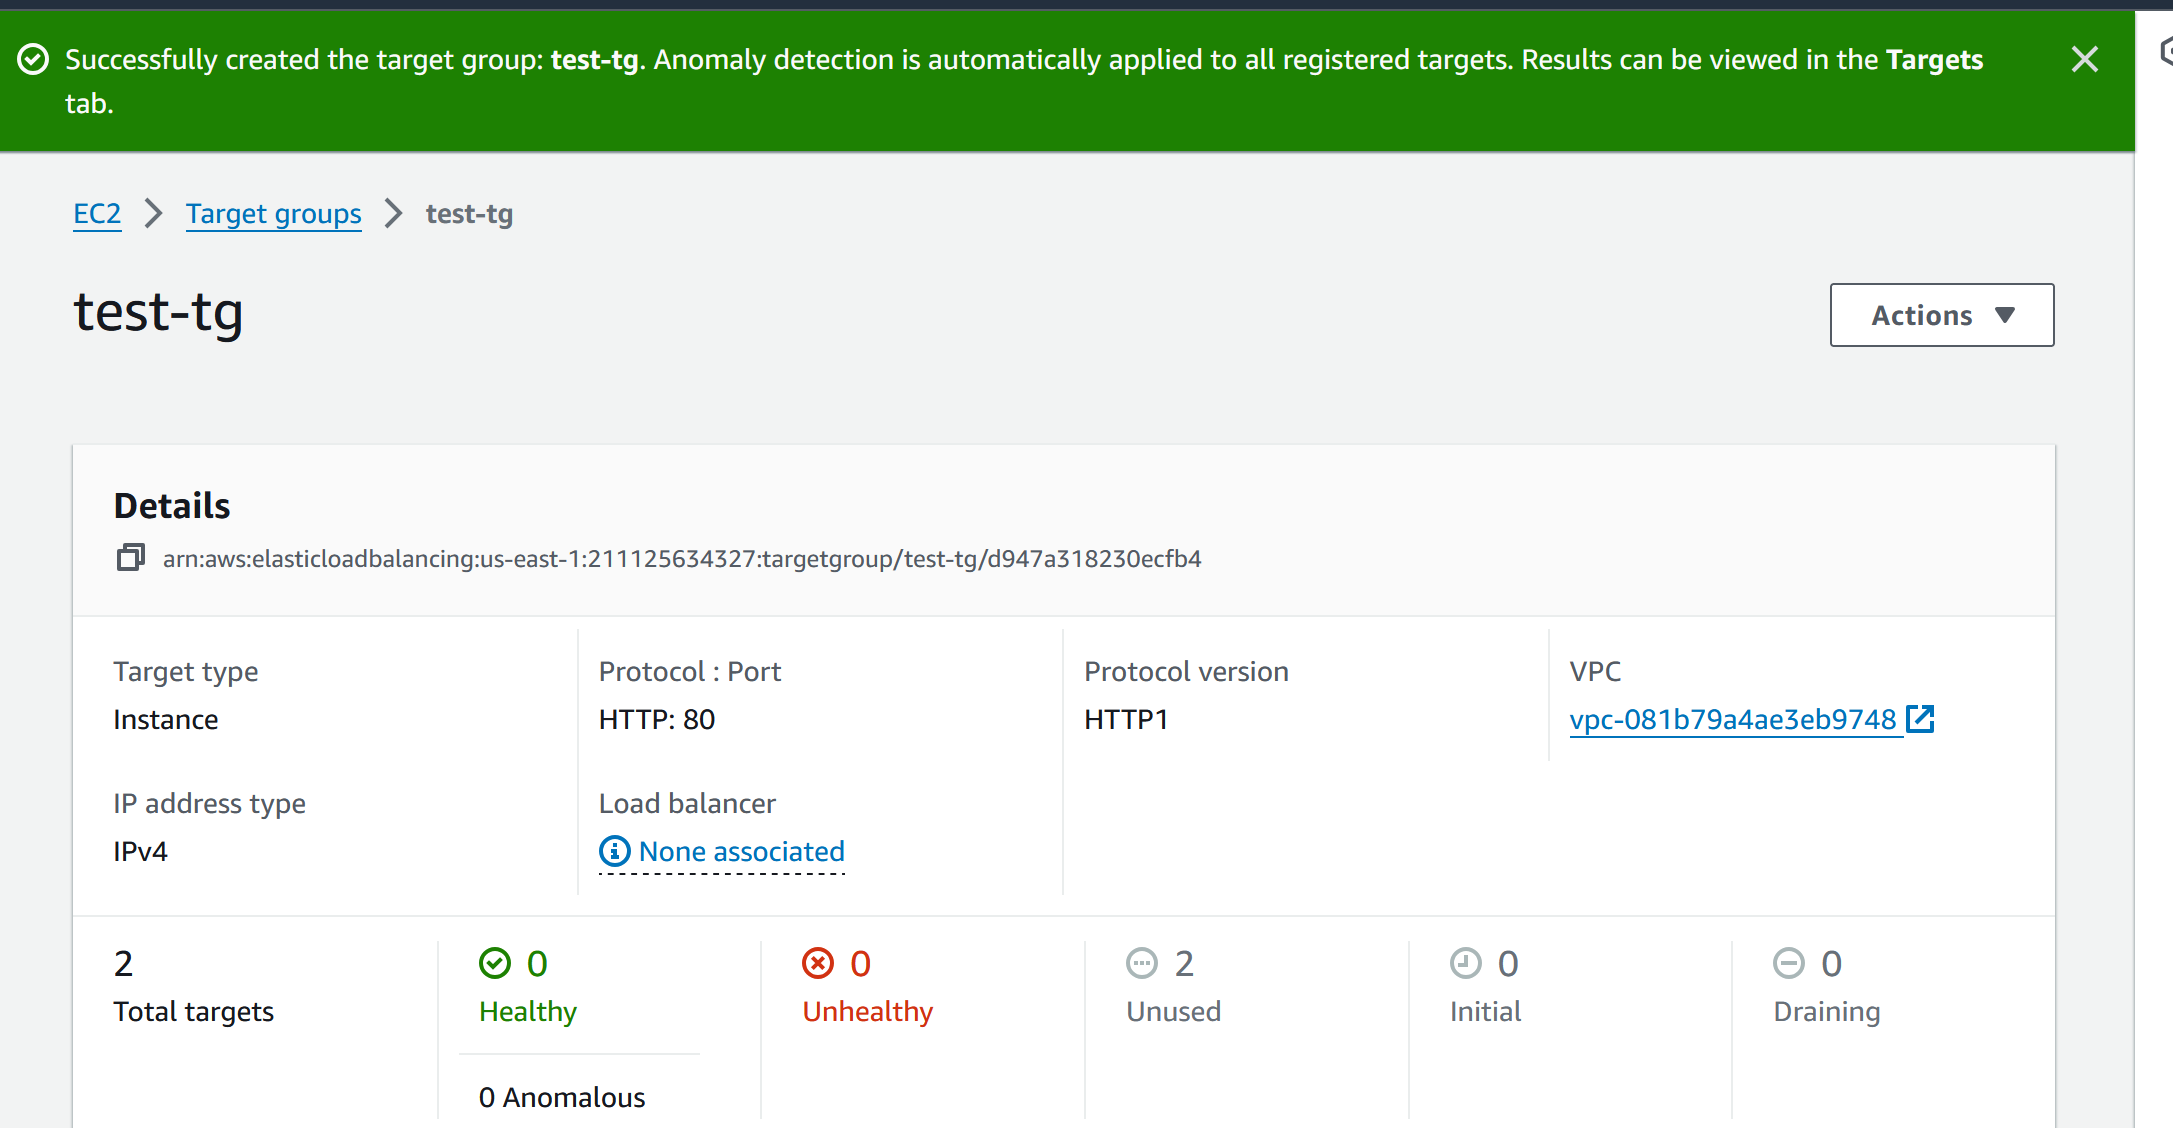 Successfully created the target group: test-tg. Anomaly detection is automatically applied to all registered targets. Results can be viewed in the Targets
tab.
EC2 Target groups test-tg
test-tg
Actions
Details
arn:aws:elasticloadbalancing:us-east-1:211125634327:targetgroup/test-tg/d947a318230ecfb4
Target type
Instance
Protocol : Port
HTTP: 80
Protocol version
HTTP1
VPC
vpc-081b79a4ae3eb9748
IP address type
IPv4
Load balancer
None associated
2
Total targets
0
Healthy
0 Anomalous
0
Unhealthy
2
Unused
0
Initial
0
Draining